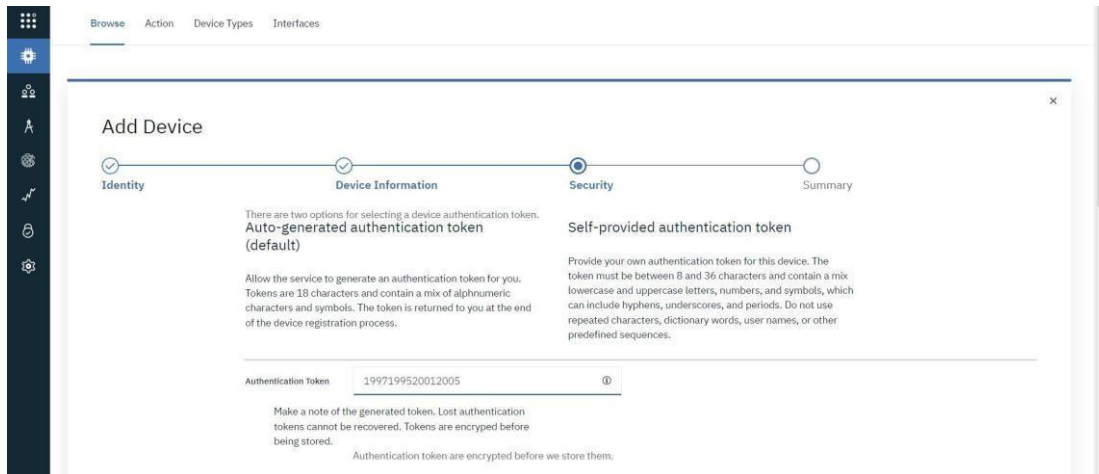 Browse Action Device Types Interfaces
Add Device
Identity Device Information Security Summary
There are two options for selecting a device authentication token.
Auto-generated authentication token
(default)
Allow the service to generate an authentication token for you.
Tokens are 18 characters and contain a mix of alphnumeric
characters and symbols. The token is returned to you at the end
of the device registration process.
Self-provided authentication token
Provide your own authentication token for this device. The
token must be between 8 and 36 characters and contain a mix
lowercase and uppercase letters, numbers, and symbols, which
can include hyphens, underscores, and periods. Do not use
repeated characters, dictionary words, user names, or other
predefined sequences.
Authentication Token 1997199520012005
Make a note of the generated token. Lost authentication
tokens cannot be recovered. Tokens are encryped before
being stored.
Authentication token are encrypted before we store them.